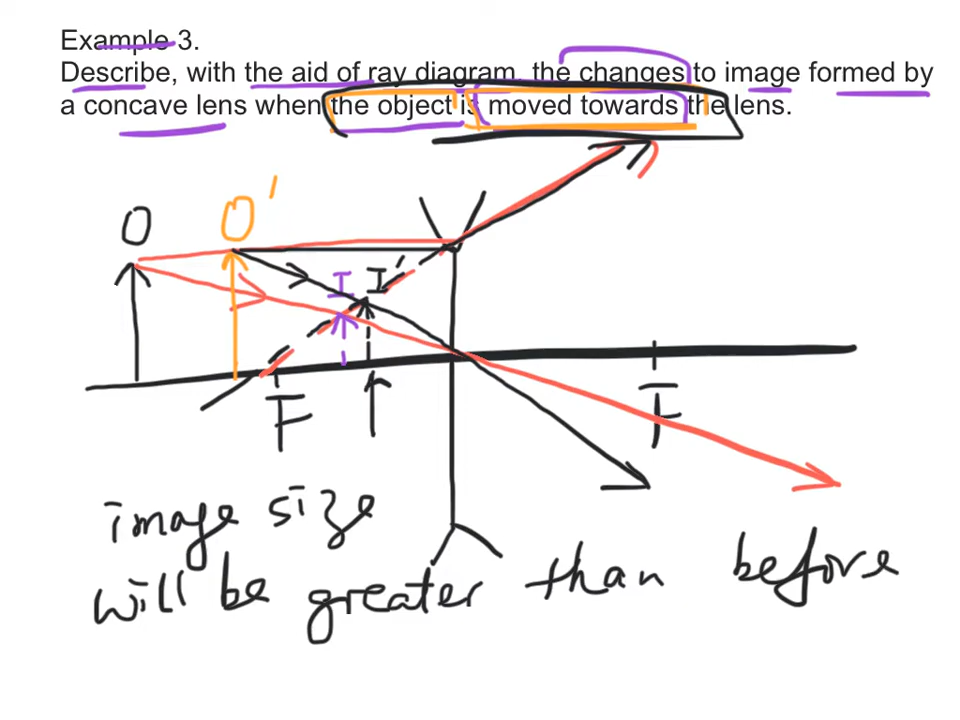 Example 3.
Describe, with the aid of ray diagram, the changes to image formed by
a concave lens when the object is moved towards the lens.
O O'
I I'
F F
image size
will be greater than before